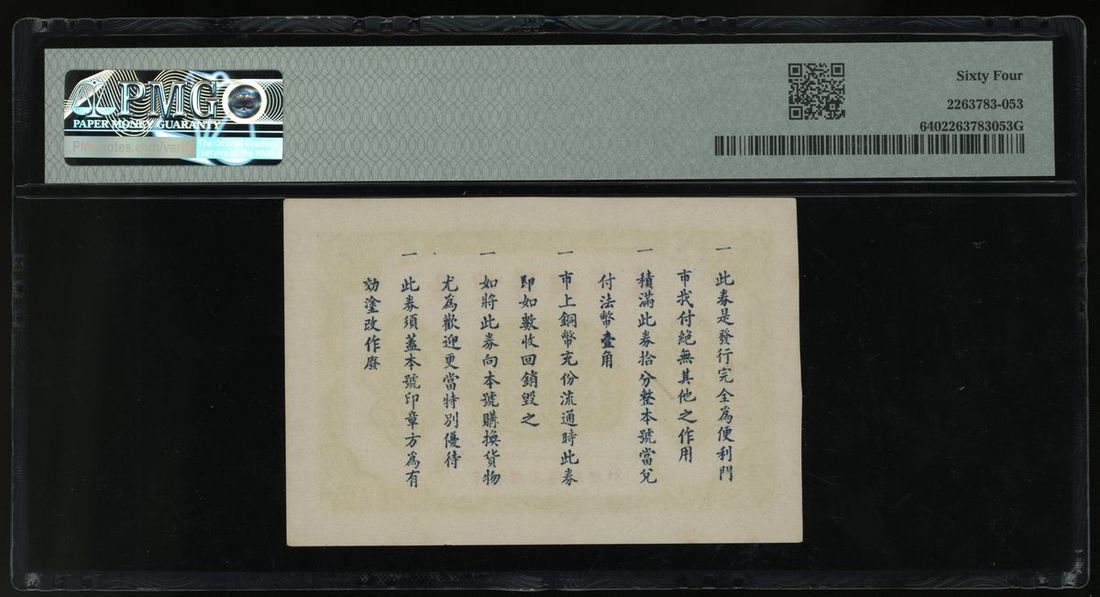 PMG
PAPER MONEY GUARANTY
PMGnotes.com/verify
The Official Grading
Service of the
Sixty Four
2263783-053
6402263783053G
一 此券是發行完全為便利門
市找付絕無其他之作用
一 積滿此券拾分整本號當兌
付法幣壹角
一 市上銅幣充份流通時此券
即如數收回銷毀之
一 如將此券向本號購換貨物
尤為歡迎更當特別優待
一 此券須蓋本號印章方為有
効塗改作廢